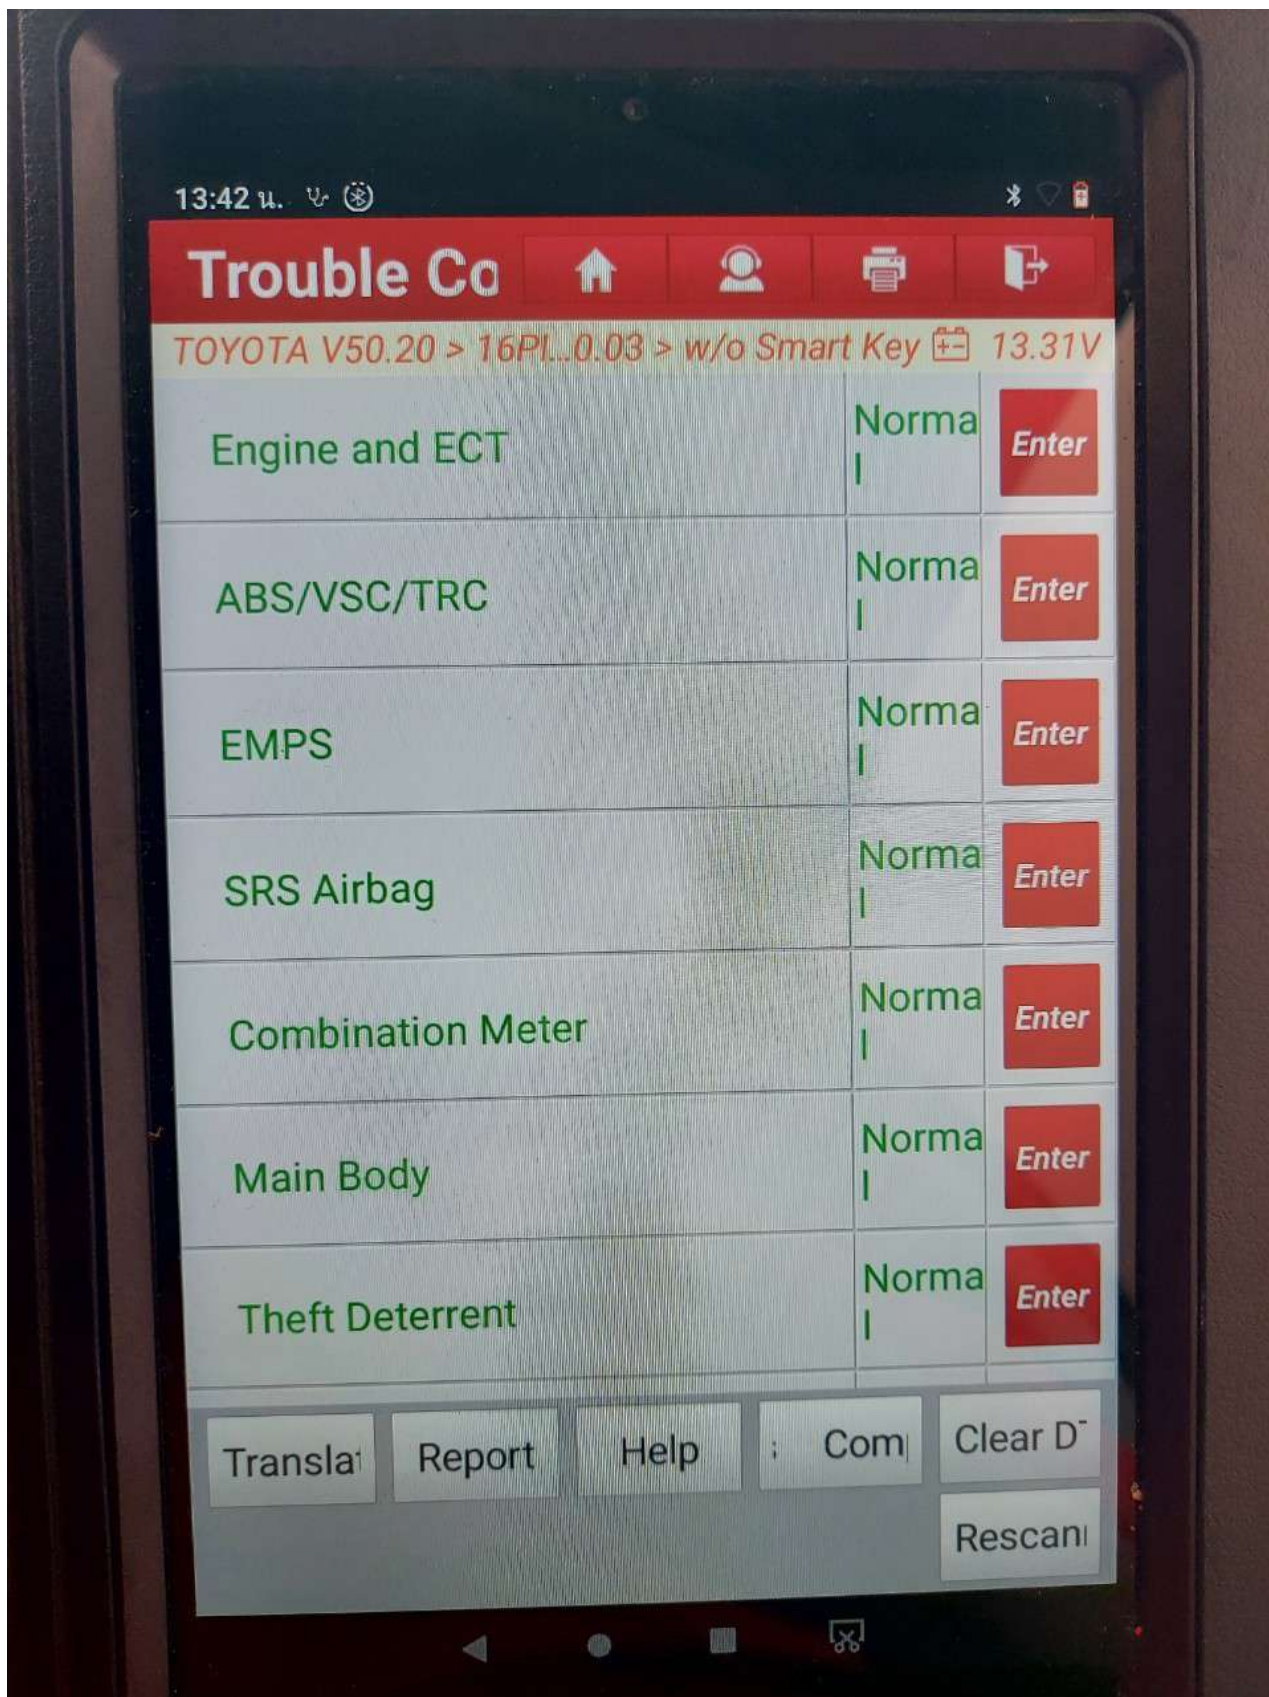 13:42 น.
Trouble Co
TOYOTA V50.20 > 16PI...0.03 > w/o Smart Key 13.31V
Engine and ECT Norma
l Enter
ABS/VSC/TRC Norma
l Enter
EMPS Norma
l Enter
SRS Airbag Norma
l Enter
Combination Meter Norma
l Enter
Main Body Norma
l Enter
Theft Deterrent Norma
l Enter
Translat Report Help ; Com Clear D
Rescan